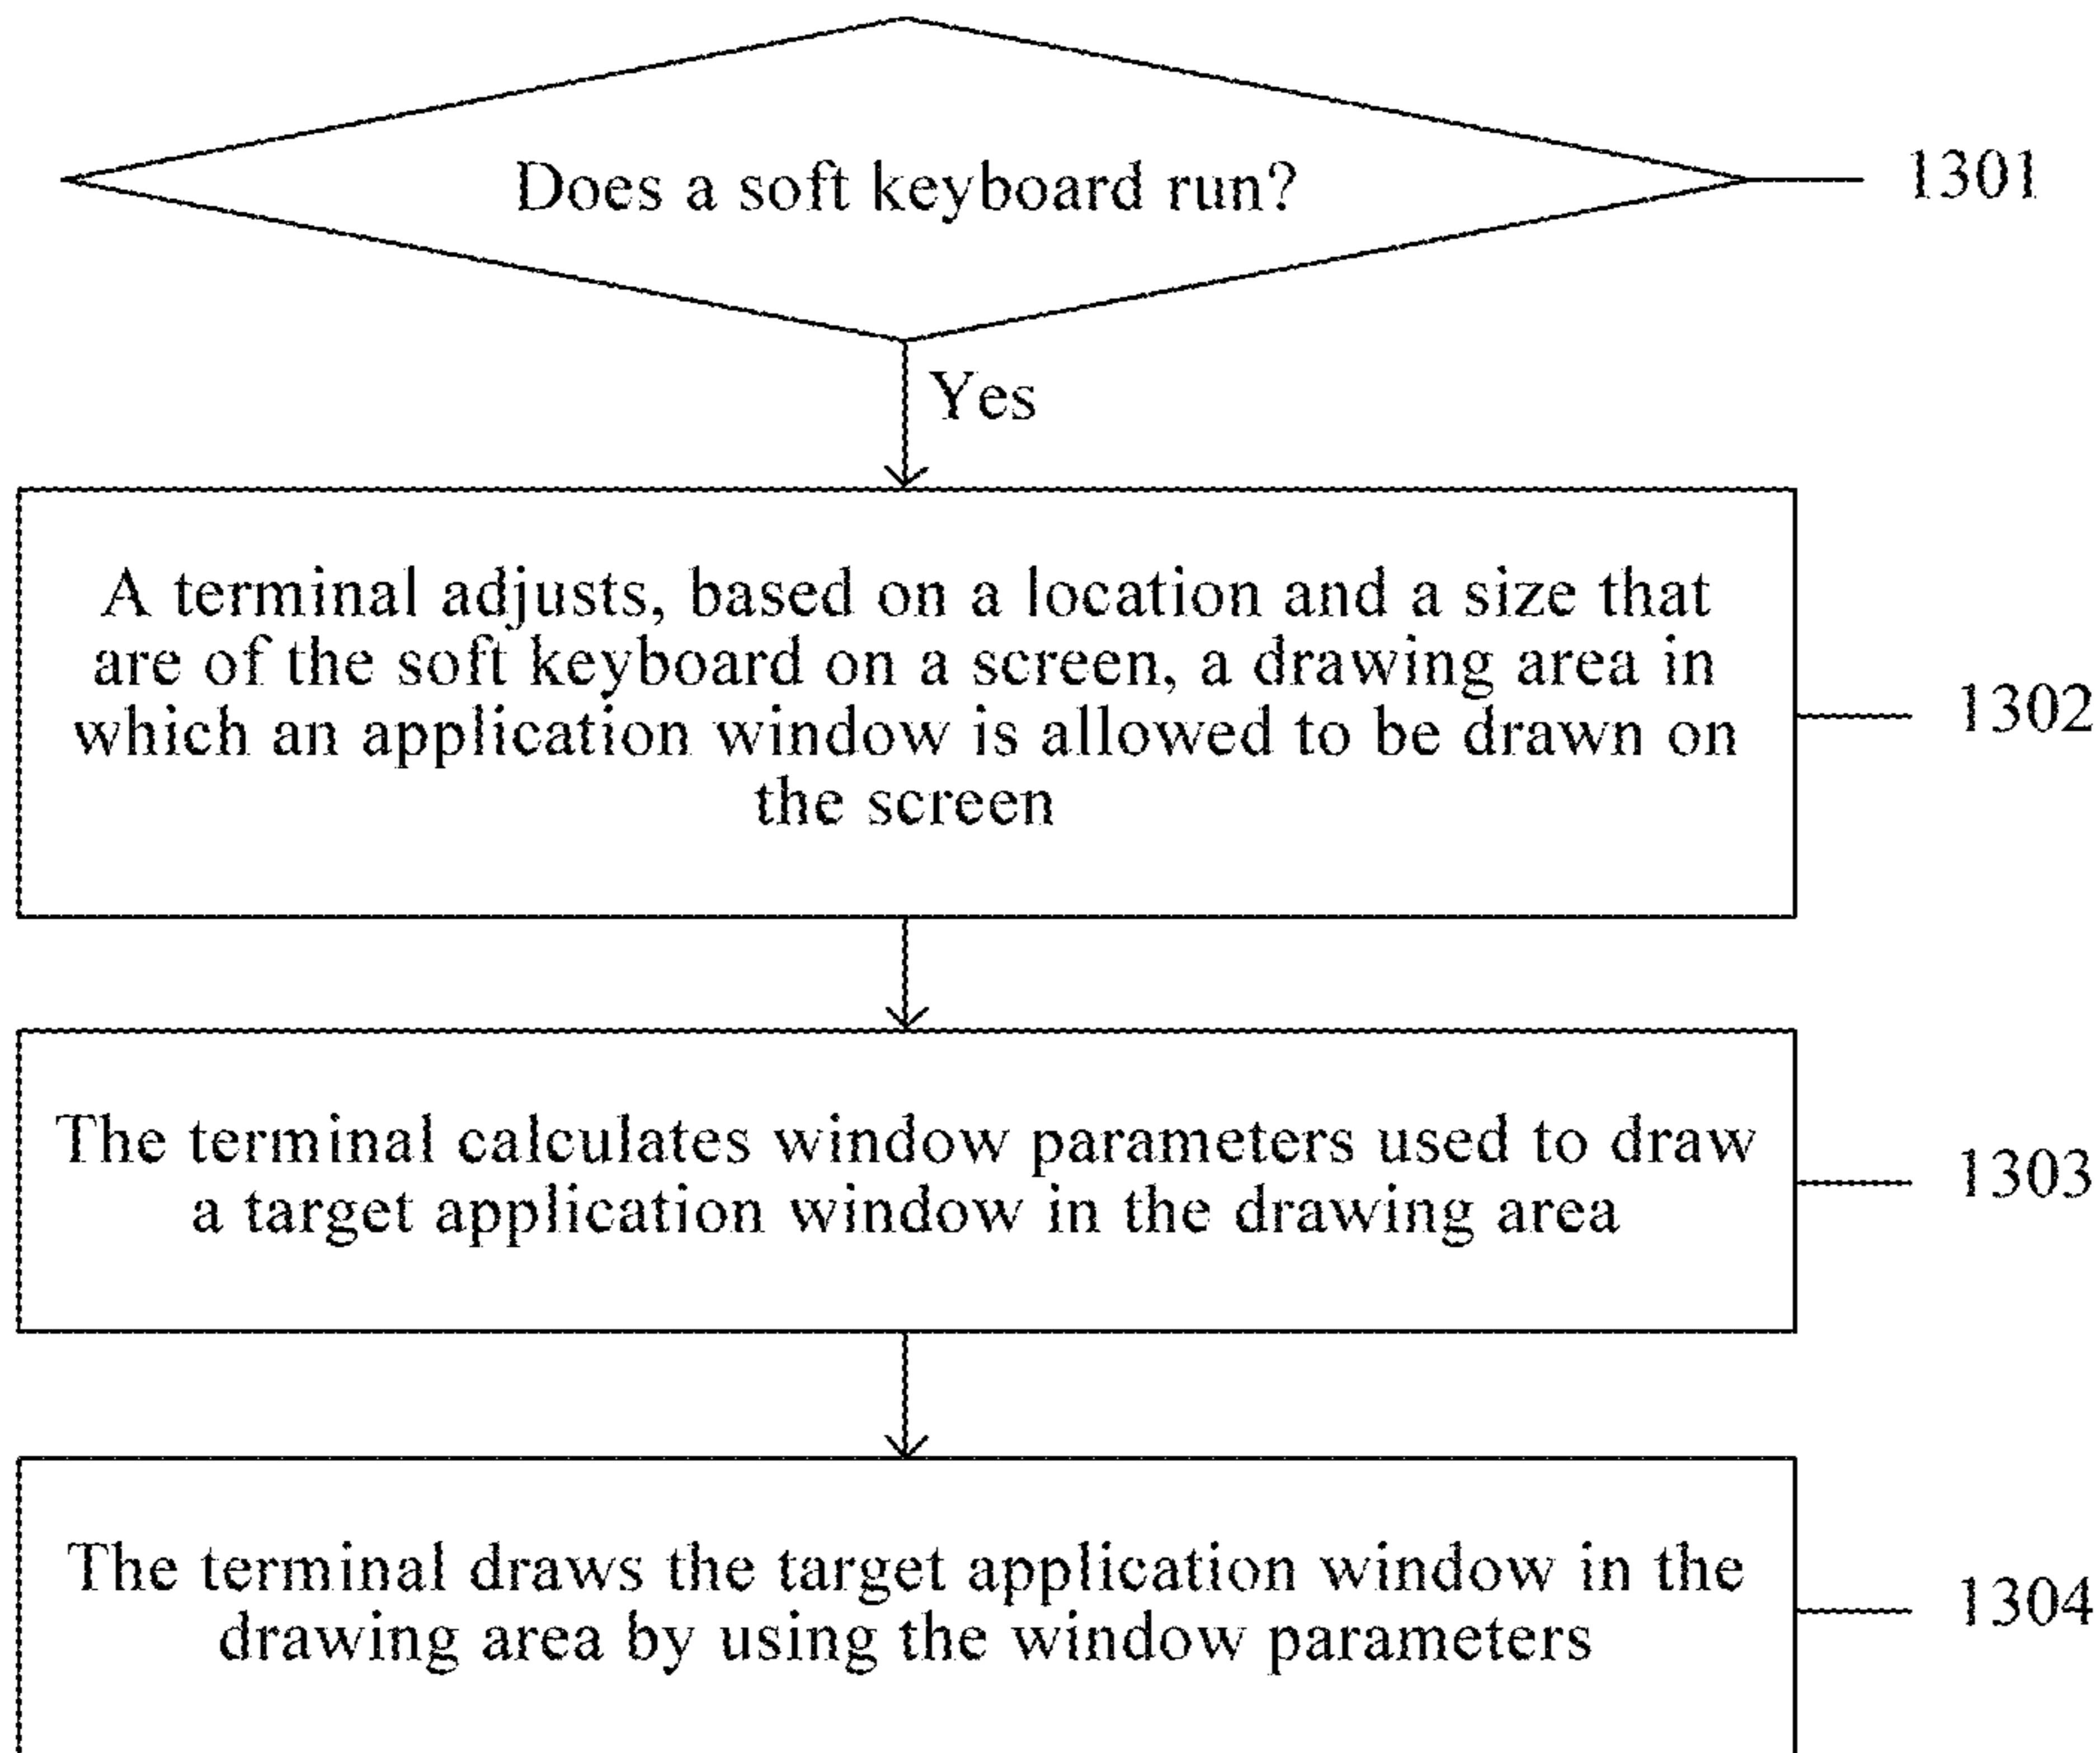 Does a soft keyboard run?
1301
Yes
A terminal adjusts, based on a location and a size that
are of the soft keyboard on a screen, a drawing area in
which an application window is allowed to be drawn on
the screen
1302
The terminal calculates window parameters used to draw
a target application window in the drawing area
1303
The terminal draws the target application window in the
drawing area by using the window parameters
1304